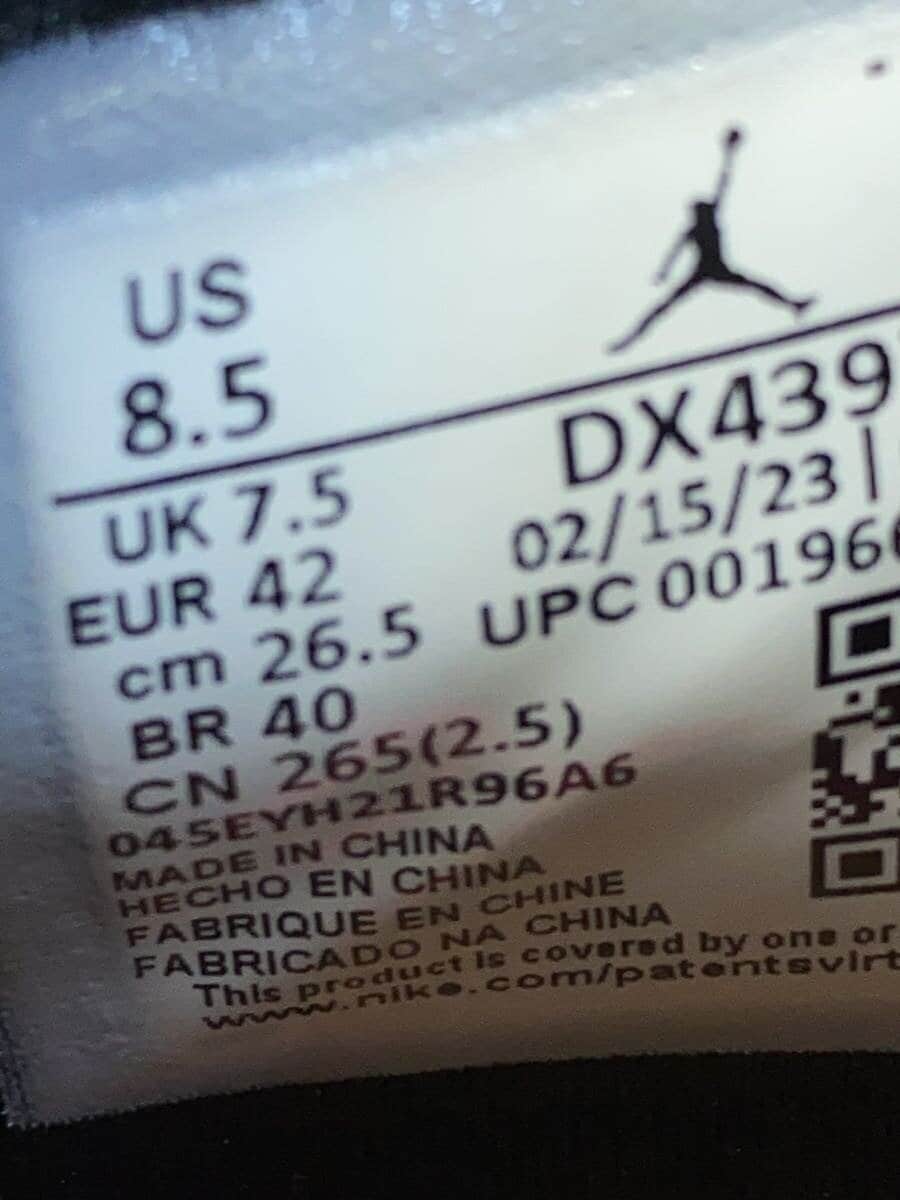 US
8.5
UK 7.5
EUR 42
cm 26.5
BR 40
CN 265(2.5)
045EYH21R96A6
MADE IN CHINA
HECHO EN CHINA
FABRIQUE EN CHINE
FABRICADO NA CHINA
This product is covered by one or
www.nike.com/patentsvirt
DX439
02/15/23 |
UPC 00196